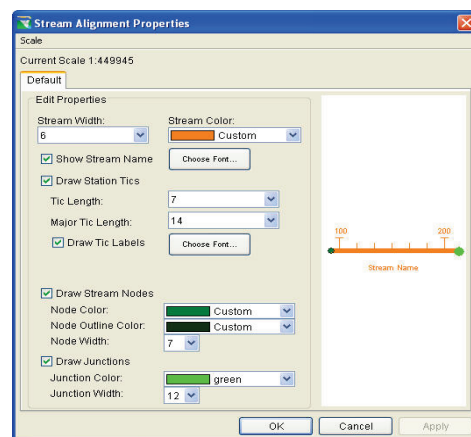 Stream Alignment Properties
Scale
Current Scale 1:449945
Default
Edit Properties
Stream Width: Stream Color:
6 Custom
Show Stream Name Choose Font...
Draw Station Tics
Tic Length: 7
Major Tic Length: 14
Draw Tic Labels Choose Font...
Draw Stream Nodes
Node Color: Custom
Node Outline Color: Custom
Node Width: 7
Draw Junctions
Junction Color: green
Junction Width: 12
100 200
Stream Name
OK Cancel Apply